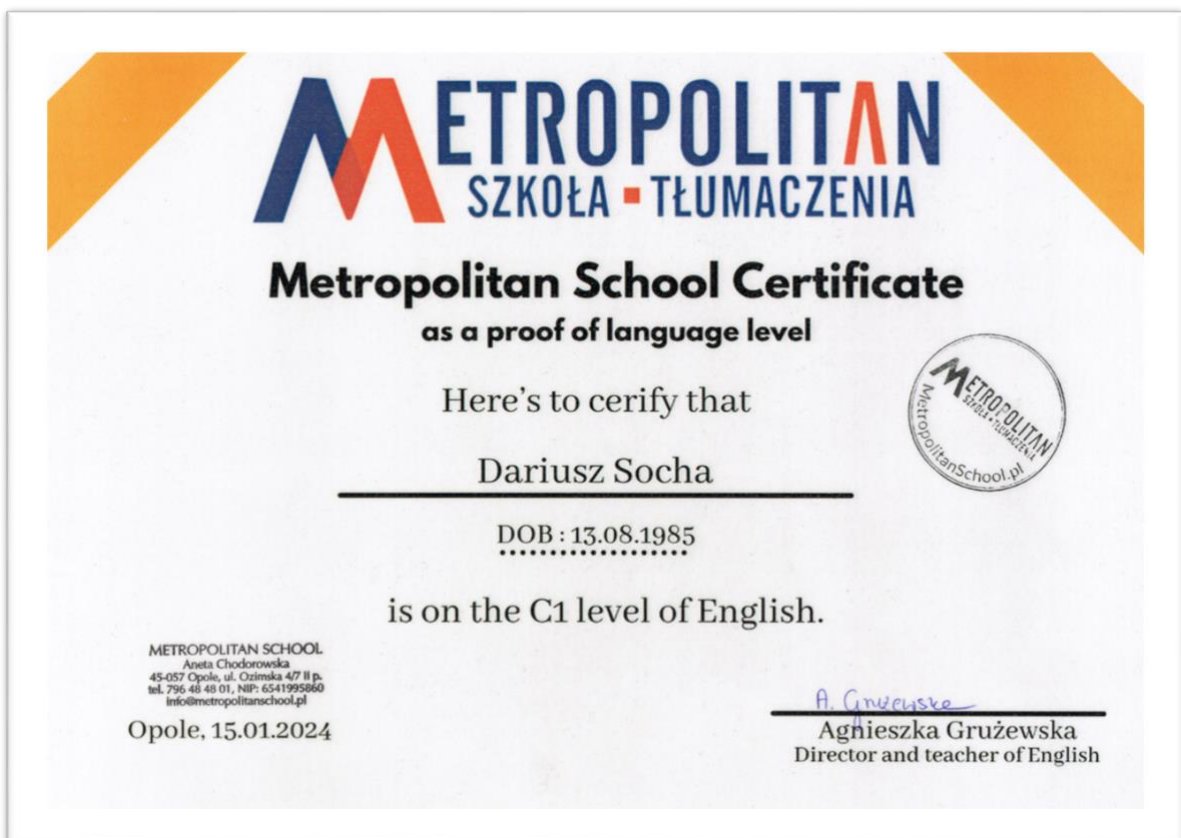 METROPOLITAN
SZKOŁA ▪ TŁUMACZENIA
Metropolitan School Certificate
as a proof of language level
METROPOLITAN
SZKOŁA ▪ TŁUMACZENIA
MetropolitanSchool.pl
Here's to cerify that
Dariusz Socha
DOB : 13.08.1985
is on the C1 level of English.
METROPOLITAN SCHOOL
Aneta Chodorowska
45-057 Opole, ul. Ozimska 4/7 II p.
tel. 796 48 48 01, NIP: 6541995860
info@metropolitanschool.pl
Opole, 15.01.2024
A. Grużewska
Agnieszka Grużewska
Director and teacher of English